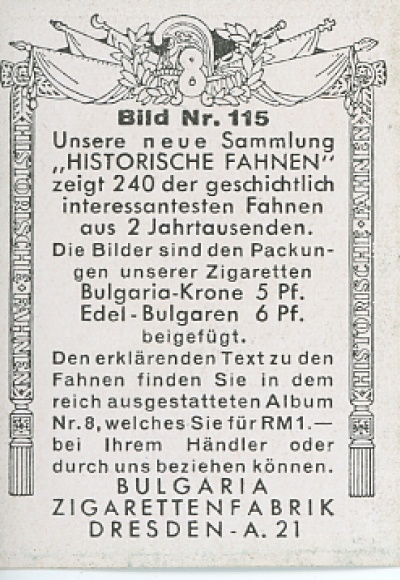 8
Bild Nr. 115
Unsere neue Sammlung
„HISTORISCHE FAHNEN"
zeigt 240 der geschichtlich
interessantesten Fahnen
aus 2 Jahrtausenden.
Die Bilder sind den Packun-
gen unserer Zigaretten
Bulgaria-Krone 5 Pf.
Edel-Bulgaren 6 Pf.
beigefügt.
Den erklärenden Text zu den
Fahnen finden Sie in dem
reich ausgestatteten Album
Nr. 8, welches Sie für RM 1.—
bei Ihrem Händler oder
durch uns beziehen können.
BULGARIA
ZIGARETTENFABRIK
DRESDEN-A. 21
HISTORISCHE·FAHNEN
HISTORISCHE·FAHNEN